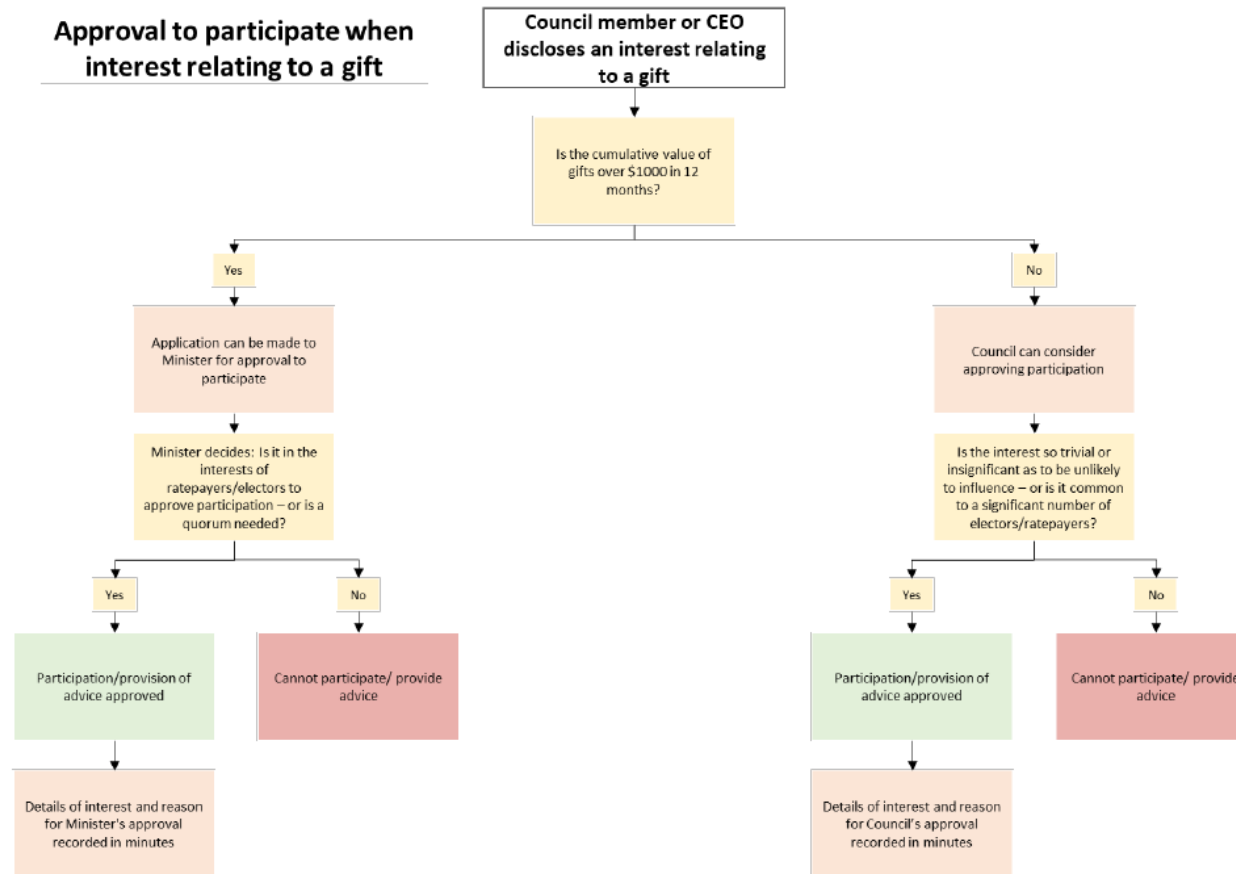 Approval to participate when
interest relating to a gift
Council member or CEO
discloses an interest relating
to a gift
Is the cumulative value of
gifts over $1000 in 12
months?
Yes
No
Application can be made to
Minister for approval to
participate
Council can consider
approving participation
Minister decides: Is it in the
interests of
ratepayers/electors to
approve participation – or is a
quorum needed?
Is the interest so trivial or
insignificant as to be unlikely
to influence – or is it common
to a significant number of
electors/ratepayers?
Yes
No
Yes
No
Participation/provision of
advice approved
Cannot participate/ provide
advice
Participation/provision of
advice approved
Cannot participate/ provide
advice
Details of interest and reason
for Minister's approval
recorded in minutes
Details of interest and reason
for Council's approval
recorded in minutes